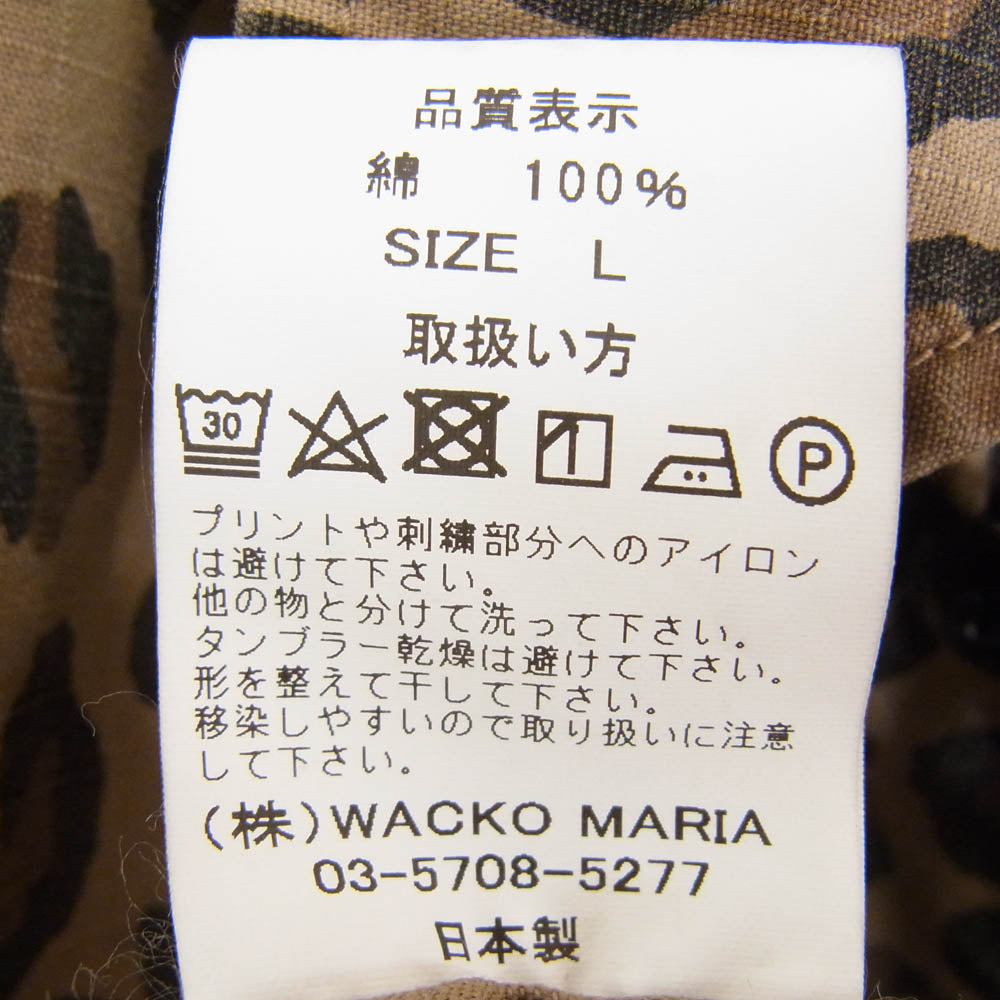 品質表示
綿 100%
SIZE L
取扱い方
30 P
プリントや刺繍部分へのアイロン
は避けて下さい。
他の物と分けて洗って下さい。
タンブラー乾燥は避けて下さい。
形を整えて干して下さい。
移染しやすいので取り扱いに注意
して下さい。
(株)WACKO MARIA
03-5708-5277
日本製